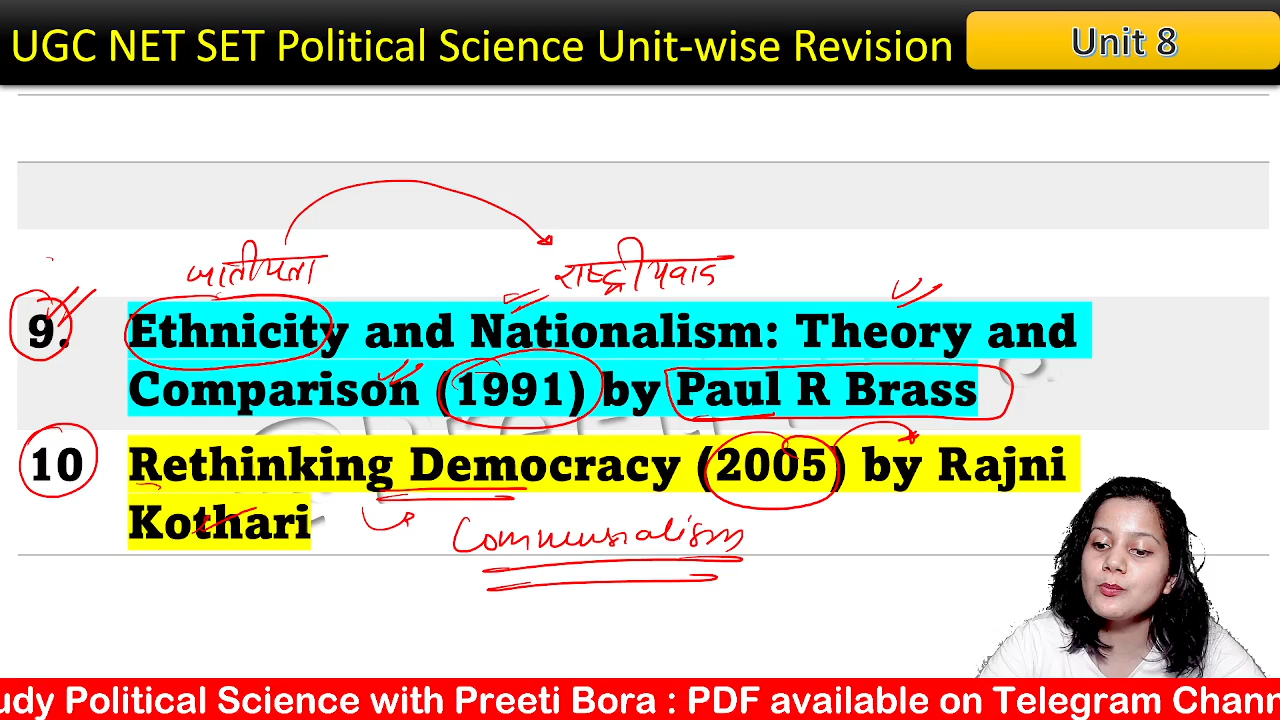 UGC NET SET Political Science Unit-wise Revision
Unit 8
जातीयता
राष्ट्रीयवाद
9. Ethnicity and Nationalism: Theory and
Comparison (1991) by Paul R Brass
10 Rethinking Democracy (2005) by Rajni
Kothari
Communalism
udy Political Science with Preeti Bora : PDF available on Telegram Chann